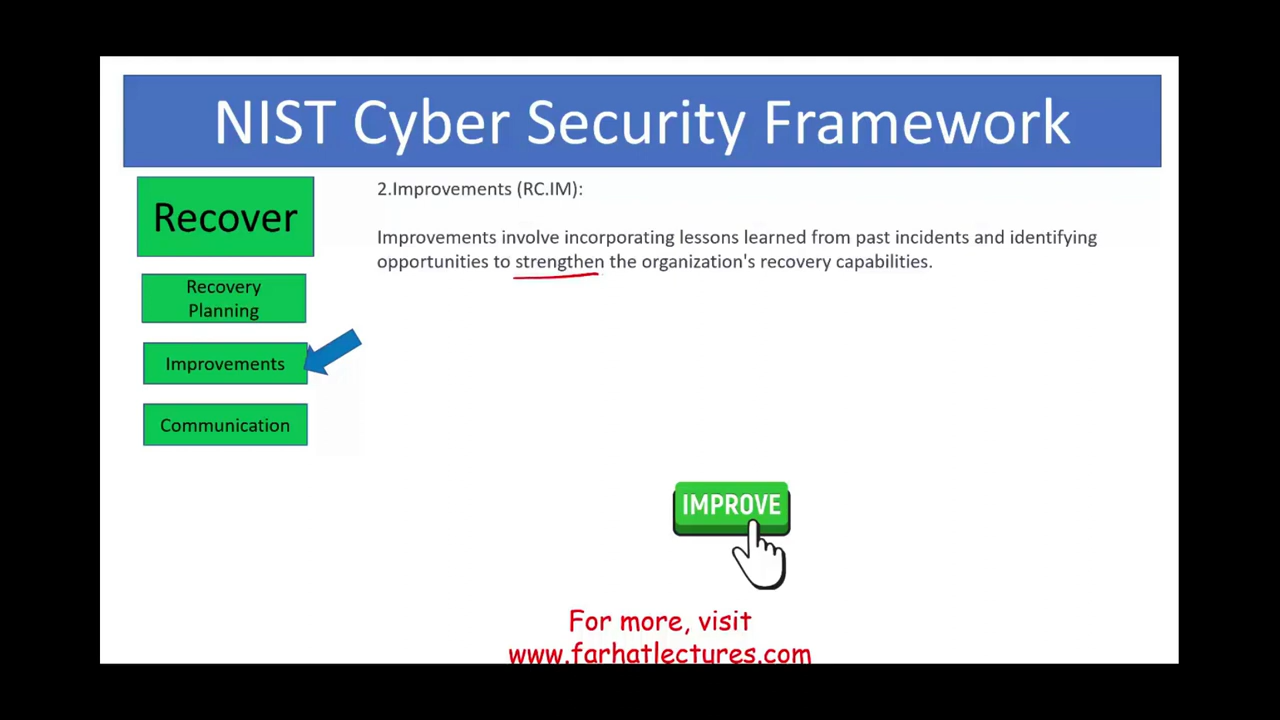 NIST Cyber Security Framework
Recover
Recovery
Planning
Improvements
Communication
2.Improvements (RC.IM):
Improvements involve incorporating lessons learned from past incidents and identifying
opportunities to strengthen the organization's recovery capabilities.
IMPROVE
For more, visit
www.farhatlectures.com